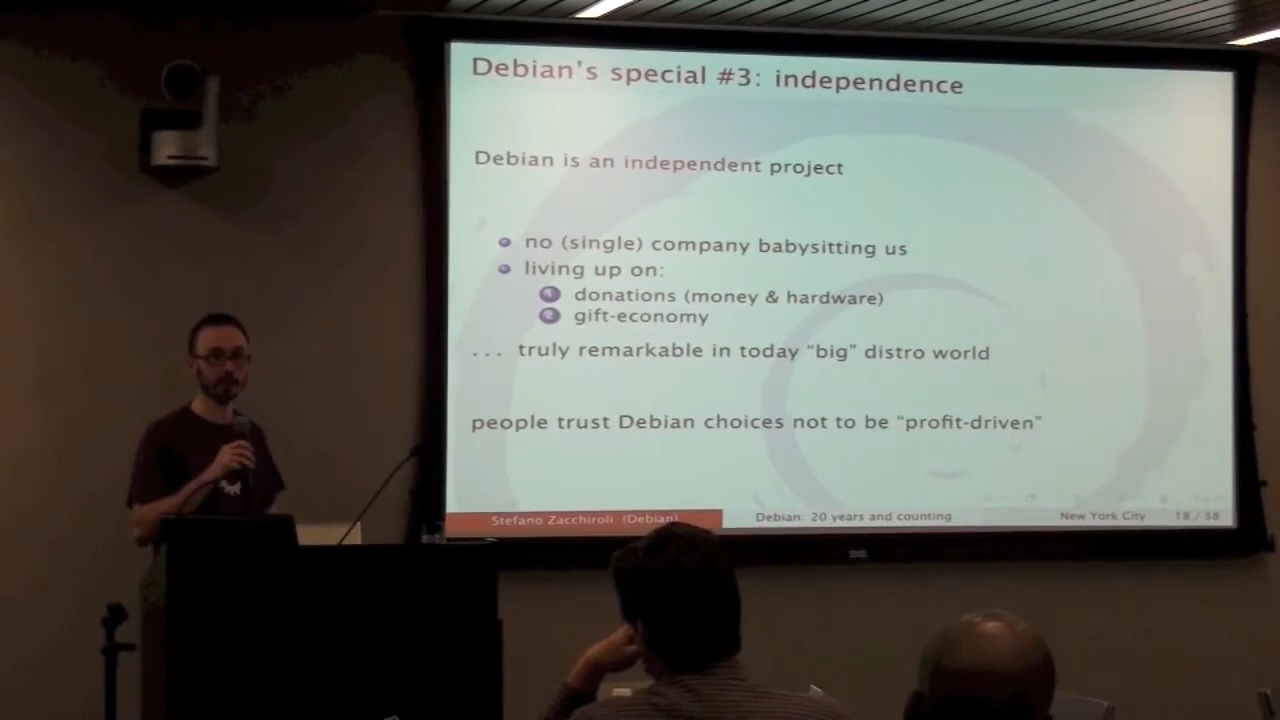 Debian's special #3: independence
Debian is an independent project
no (single) company babysitting us
living up on:
1 donations (money & hardware)
2 gift-economy
... truly remarkable in today "big" distro world
people trust Debian choices not to be "profit-driven"
Stefano Zacchiroli (Debian) Debian: 20 years and counting New York City 18 / 38